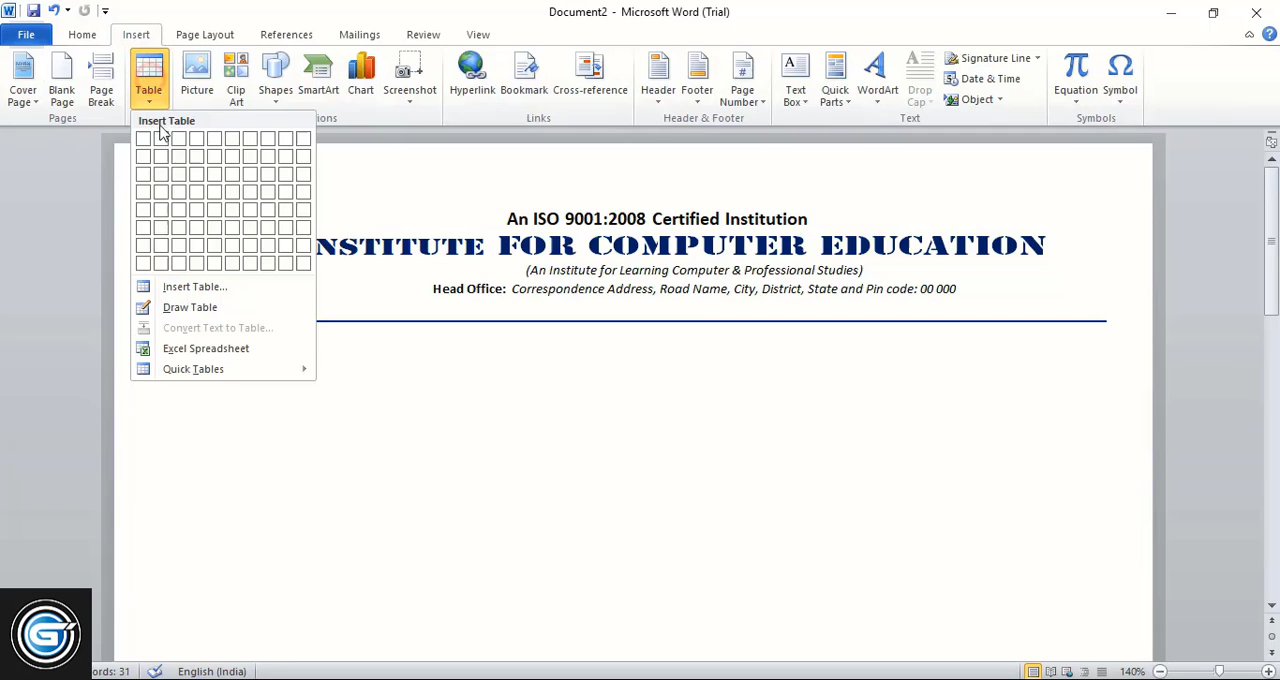 Document2 - Microsoft Word (Trial)
File Home Insert Page Layout References Mailings Review View
Cover Page
Blank Page
Page Break
Table
Picture
Clip Art
Shapes
SmartArt
Chart
Screenshot
Hyperlink
Bookmark
Cross-reference
Header
Footer
Page Number
Text Box
Quick Parts
WordArt
Drop Cap
Signature Line
Date & Time
Object
Equation
Symbol
Pages
Links
Header & Footer
Text
Symbols
Insert Table
Insert Table...
Draw Table
Convert Text to Table...
Excel Spreadsheet
Quick Tables
An ISO 9001:2008 Certified Institution
NSTITUTE FOR COMPUTER EDUCATION
(An Institute for Learning Computer & Professional Studies)
Head Office: Correspondence Address, Road Name, City, District, State and Pin code: 00 000
ords: 31
English (India)
140%